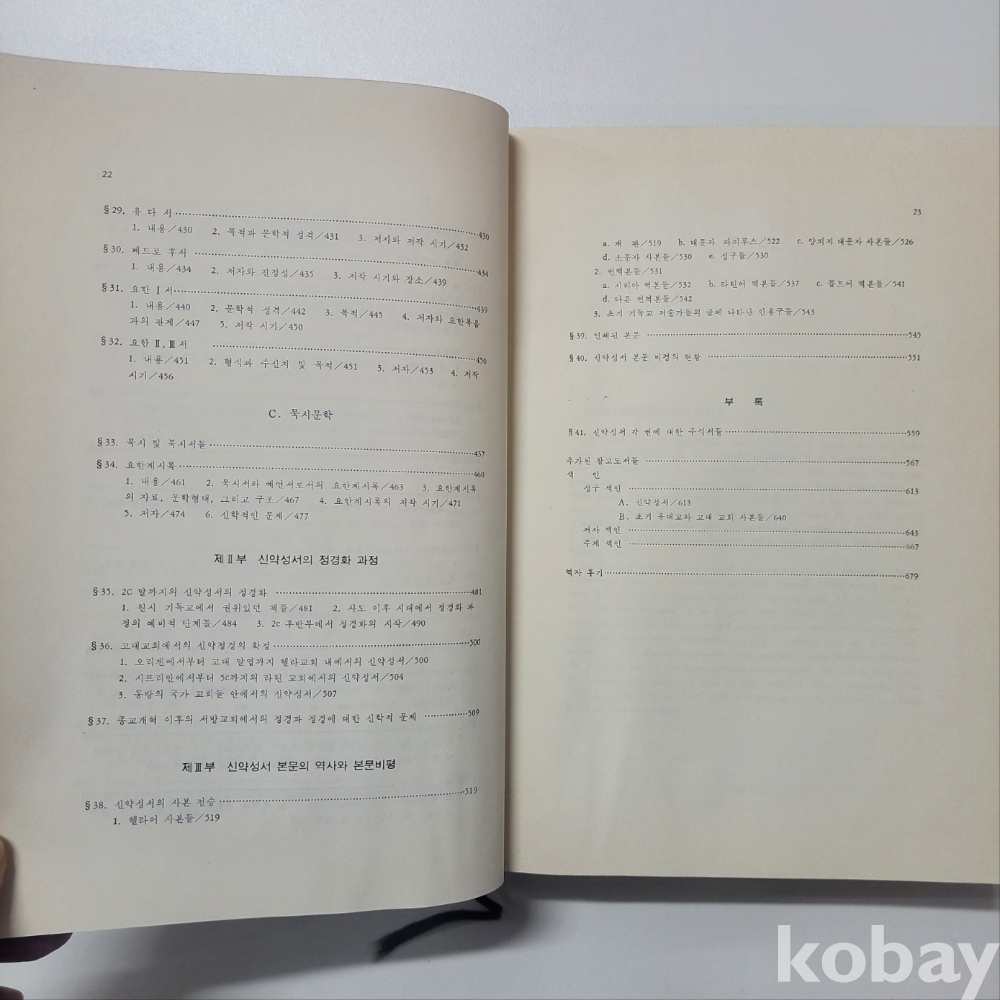 22
§29. 유 다 서 430
1. 내용/430 2. 목적과 문학적 성격/431 3. 저자와 저작 시기/432
§30. 베드로 후서 434
1. 내용/434 2. 저자와 진정성/435 3. 저작 시기와 장소/439
§31. 요한 Ⅰ서 439
1. 내용/440 2. 문학적 성격/442 3. 목적/445 4. 저자와 요한복음
과의 관계/447 5. 저작 시기/450
§32. 요한 Ⅱ, Ⅲ서 450
1. 내용/451 2. 형식과 수신지 및 목적/451 3. 저자/453 4. 저작
시기/456
C. 묵시문학
§33. 묵시 및 묵시서들 457
§34. 요한계시록 460
1. 내용/461 2. 묵시서와 예언서로서의 요한계시록/463 3. 요한계시록
의 자료, 문학형태, 그리고 구조/467 4. 요한계시록의 저작 시기/471
5. 저자/474 6. 신학적인 문제/477
제Ⅱ부 신약성서의 정경화 과정
§35. 2C 말까지의 신약성서의 정경화 481
1. 원시 기독교에서 권위있던 책들/481 2. 사도 이후 시대에서 정경화 과
정의 예비적 단계들/484 3. 2c 후반부에서 정경화의 시작/490
§36. 고대교회에서의 신약정경의 확정 500
1. 오리겐에서부터 고대 말엽까지 헬라교회 내에서의 신약성서/500
2. 시프리안에서부터 5c까지의 라틴 교회에서의 신약성서/504
3. 동방의 국가 교회들 안에서의 신약성서/507
§37. 종교개혁 이후의 서방교회에서의 정경과 정경에 대한 신학적 문제 509
제Ⅲ부 신약성서 본문의 역사와 본문비평
§38. 신약성서의 사본 전승 519
1. 헬라어 사본들/519
23
a. 개 관/519 b. 대문자 파피루스/522 c. 양피지 대문자 사본들/526
d. 소문자 사본들/530 e. 성구들/530
2. 번역본들/531
a. 시리아 역본들/532 b. 라틴어 역본들/537 c. 콥트어 역본들/541
d. 다른 번역본들/542
3. 초기 기독교 저술가들의 글에 나타난 인용구들/543
§39. 인쇄된 본문 545
§40. 신약성서 본문 비평의 현황 551
부 록
§41. 신약성서 각 권에 대한 주석서들 559
추가된 참고도서들 567
색 인
성구 색인 613
A. 신약성서/613
B. 초기 유대교와 고대 교회 사본들/640
저자 색인 643
주제 색인 667
역자 후기 679
kobay